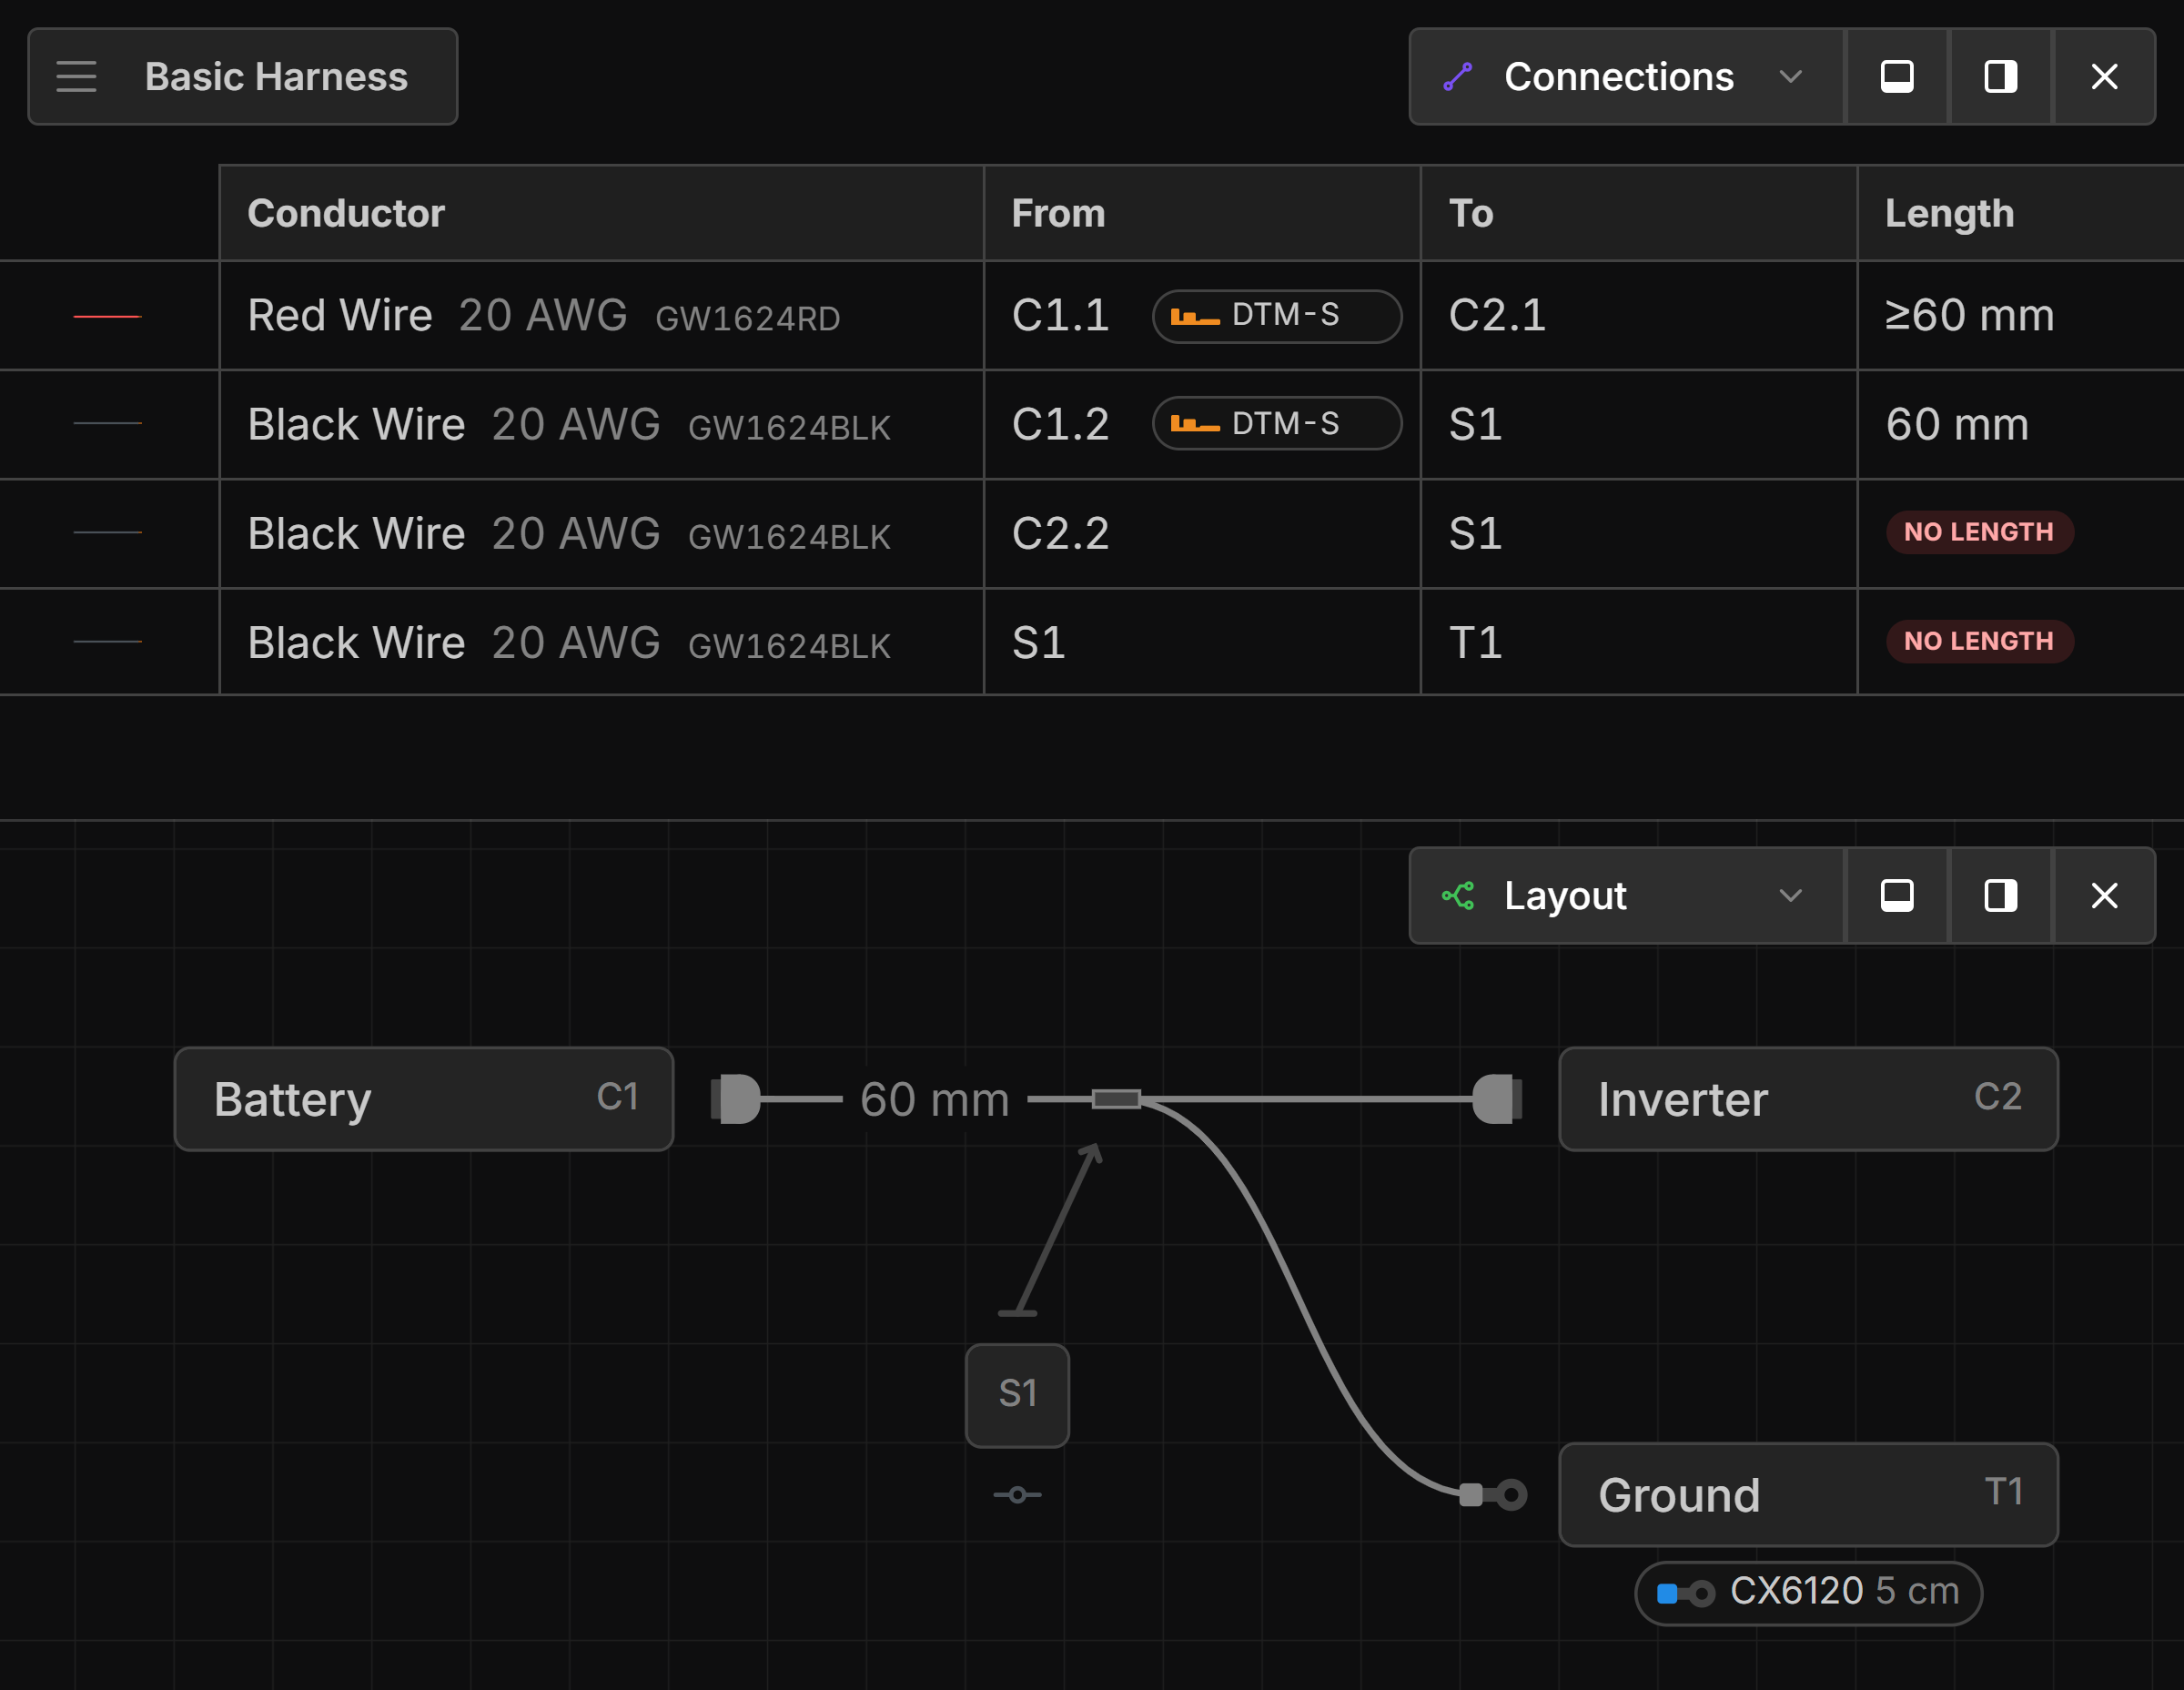 Basic Harness
Connections
Conductor From To Length
Red Wire 20 AWG GW1624RD C1.1 DTM-S C2.1 ≥60 mm
Black Wire 20 AWG GW1624BLK C1.2 DTM-S S1 60 mm
Black Wire 20 AWG GW1624BLK C2.2 S1 NO LENGTH
Black Wire 20 AWG GW1624BLK S1 T1 NO LENGTH
Layout
Battery C1 60 mm Inverter C2
S1
Ground T1
CX6120 5 cm